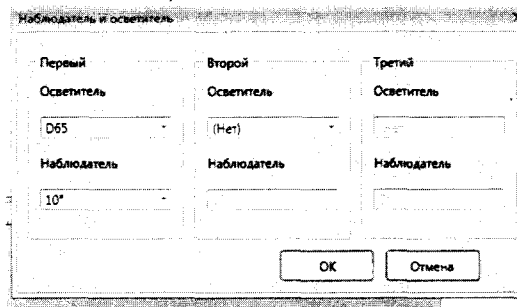 Наблюдатель и осветитель
Первый Второй Третий
Осветитель Осветитель Осветитель
D65 (Нет)
Наблюдатель Наблюдатель Наблюдатель
10°
OK Отмена